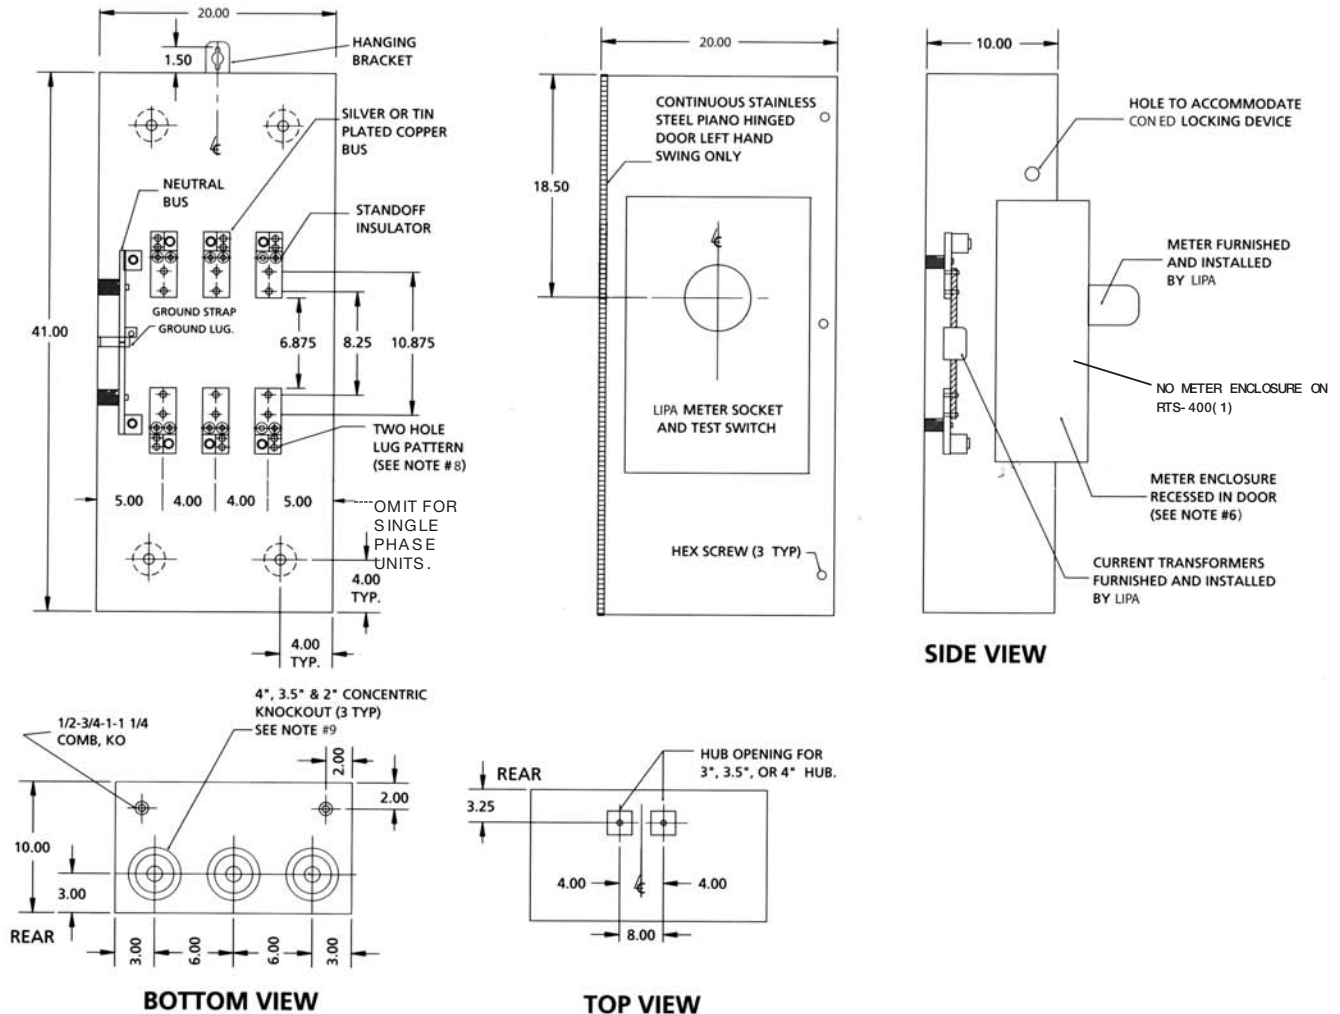 20.00
1.50
HANGING
BRACKET
SILVER OR TIN
PLATED COPPER
BUS
NEUTRAL
BUS
STANDOFF
INSULATOR
41.00
GROUND STRAP
GROUND LUG.
6.875
8.25
10.875
TWO HOLE
LUG PATTERN
(SEE NOTE #8)
5.00
4.00
4.00
5.00
OMIT FOR
SINGLE
PHASE
UNITS.
4.00
TYP.
4.00
TYP.
20.00
CONTINUOUS STAINLESS
STEEL PIANO HINGED
DOOR LEFT HAND
SWING ONLY
18.50
LIPA METER SOCKET
AND TEST SWITCH
HEX SCREW (3 TYP)
10.00
HOLE TO ACCOMMODATE
CONED LOCKING DEVICE
METER FURNISHED
AND INSTALLED
BY LIPA
NO METER ENCLOSURE ON
RTS-400(1)
METER ENCLOSURE
RECESSED IN DOOR
(SEE NOTE #6)
CURRENT TRANSFORMERS
FURNISHED AND INSTALLED
BY LIPA
SIDE VIEW
4", 3.5" & 2" CONCENTRIC
KNOCKOUT (3 TYP)
SEE NOTE #9
1/2-3/4-1-1 1/4
COMB, KO
2.00
2.00
10.00
3.00
REAR
3.00
6.00
6.00
3.00
BOTTOM VIEW
REAR
HUB OPENING FOR
3", 3.5", OR 4" HUB.
3.25
4.00
4.00
8.00
TOP VIEW